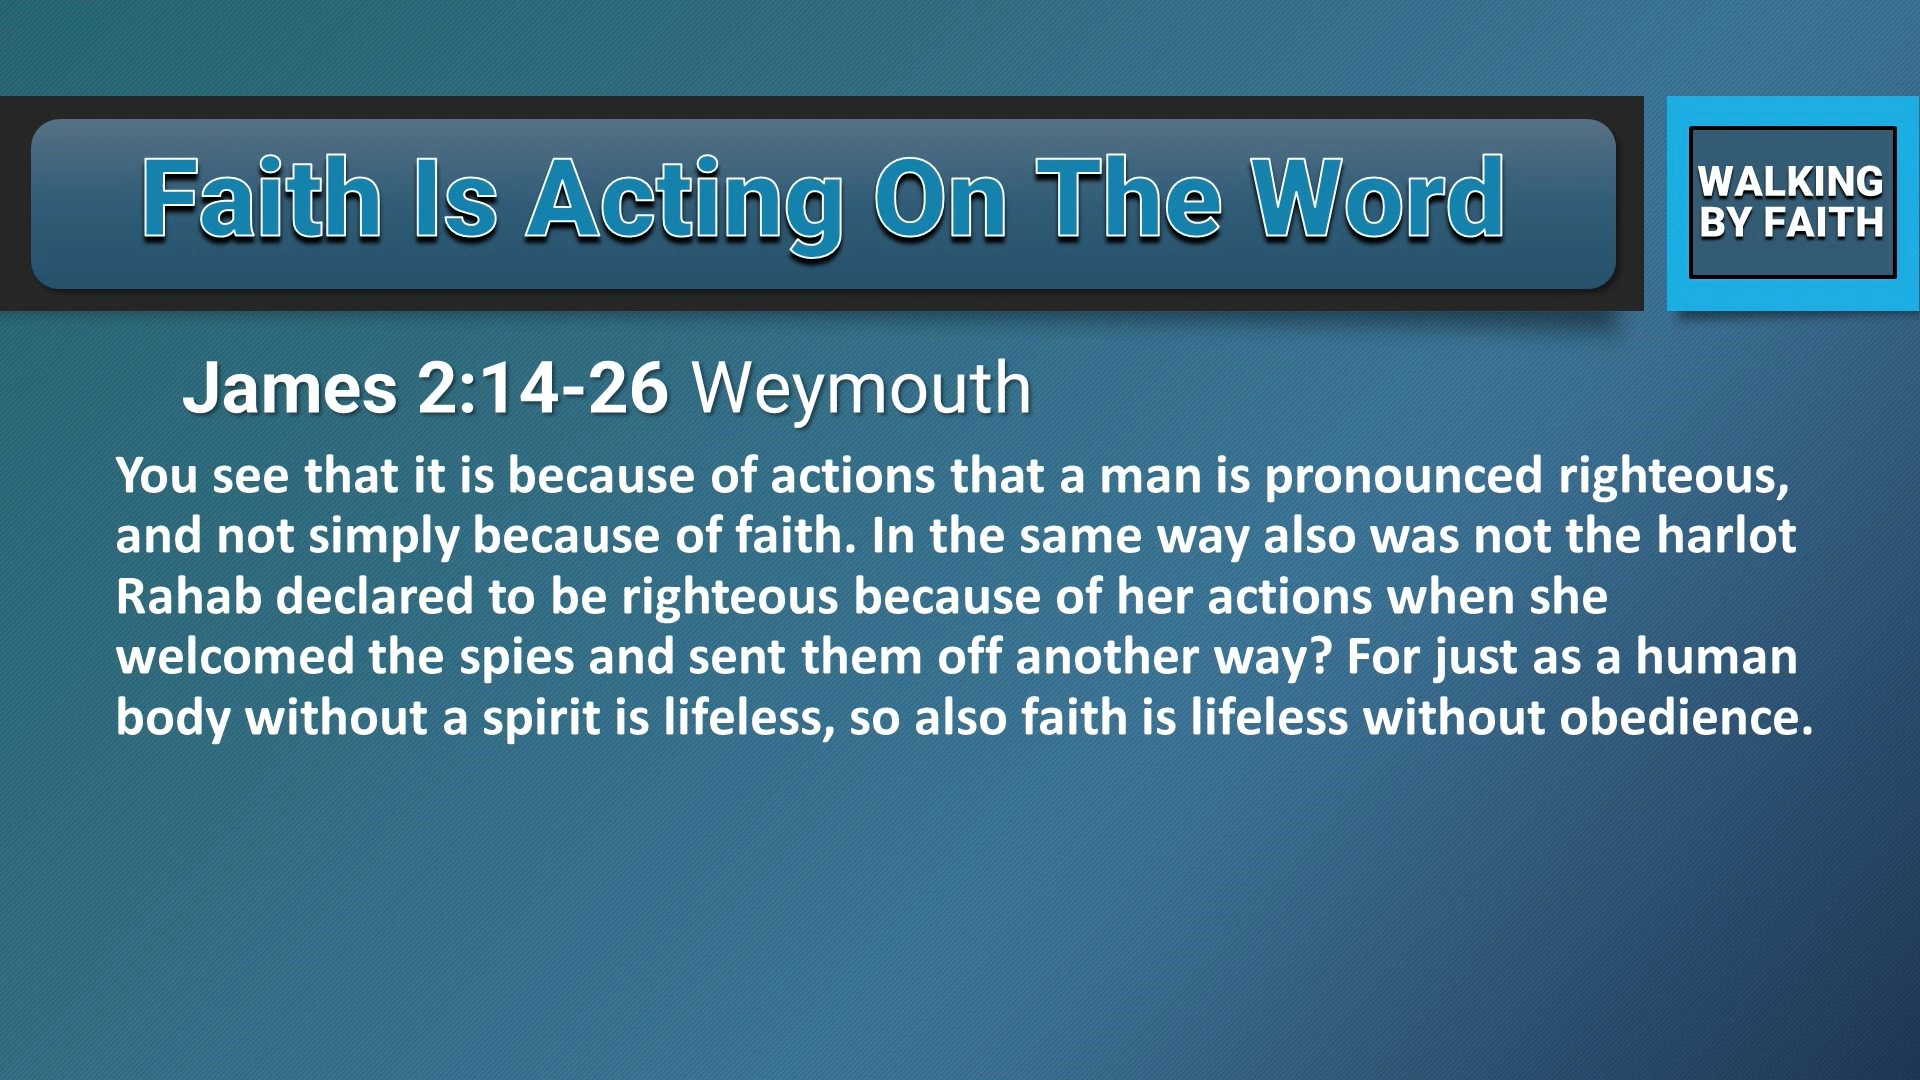 Faith Is Acting On The Word
WALKING
BY FAITH
James 2:14-26 Weymouth
You see that it is because of actions that a man is pronounced righteous,
and not simply because of faith. In the same way also was not the harlot
Rahab declared to be righteous because of her actions when she
welcomed the spies and sent them off another way? For just as a human
body without a spirit is lifeless, so also faith is lifeless without obedience.